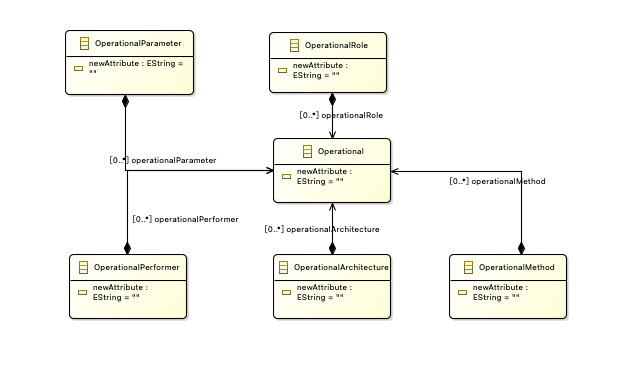 OperationalParameter
newAttribute : EString =
""
OperationalRole
newAttribute :
EString = ""
[0..*] operationalRole
Operational
newAttribute :
EString = ""
[0..*] operationalParameter
[0..*] operationalMethod
[0..*] operationalPerformer
[0..*] operationalArchitecture
OperationalPerformer
newAttribute :
EString = ""
OperationalArchitecture
newAttribute :
EString = ""
OperationalMethod
newAttribute :
EString = ""